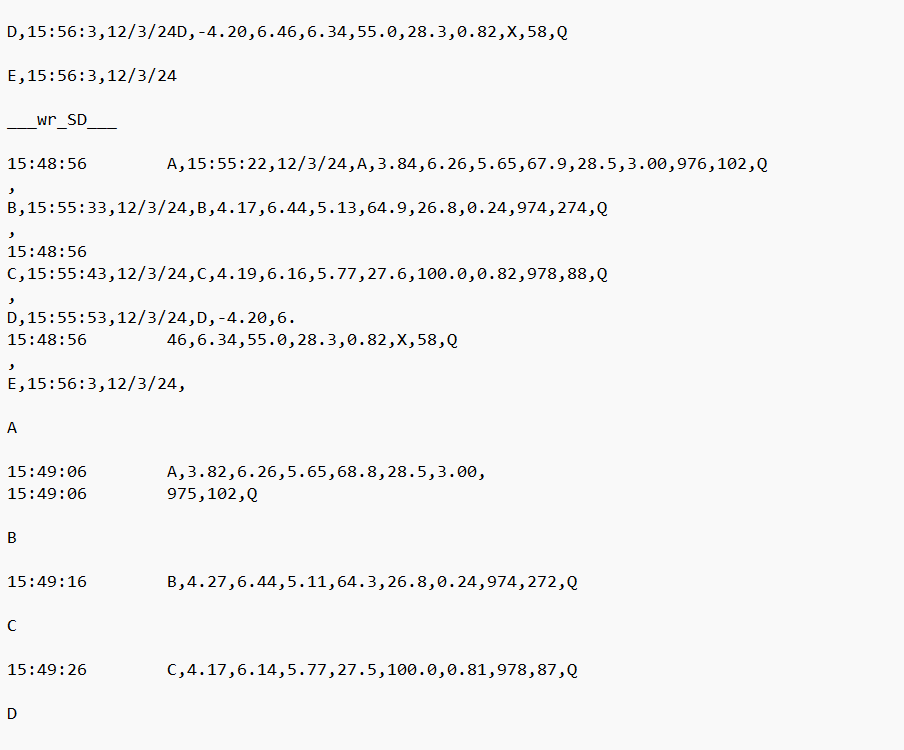 D,15:56:3,12/3/24D,-4.20,6.46,6.34,55.0,28.3,0.82,X,58,Q
E,15:56:3,12/3/24
___wr_SD___
15:48:56        A,15:55:22,12/3/24,A,3.84,6.26,5.65,67.9,28.5,3.00,976,102,Q
,
B,15:55:33,12/3/24,B,4.17,6.44,5.13,64.9,26.8,0.24,974,274,Q
,
15:48:56
C,15:55:43,12/3/24,C,4.19,6.16,5.77,27.6,100.0,0.82,978,88,Q
,
D,15:55:53,12/3/24,D,-4.20,6.
15:48:56        46,6.34,55.0,28.3,0.82,X,58,Q
,
E,15:56:3,12/3/24,
A
15:49:06        A,3.82,6.26,5.65,68.8,28.5,3.00,
15:49:06        975,102,Q
B
15:49:16        B,4.27,6.44,5.11,64.3,26.8,0.24,974,272,Q
C
15:49:26        C,4.17,6.14,5.77,27.5,100.0,0.81,978,87,Q
D